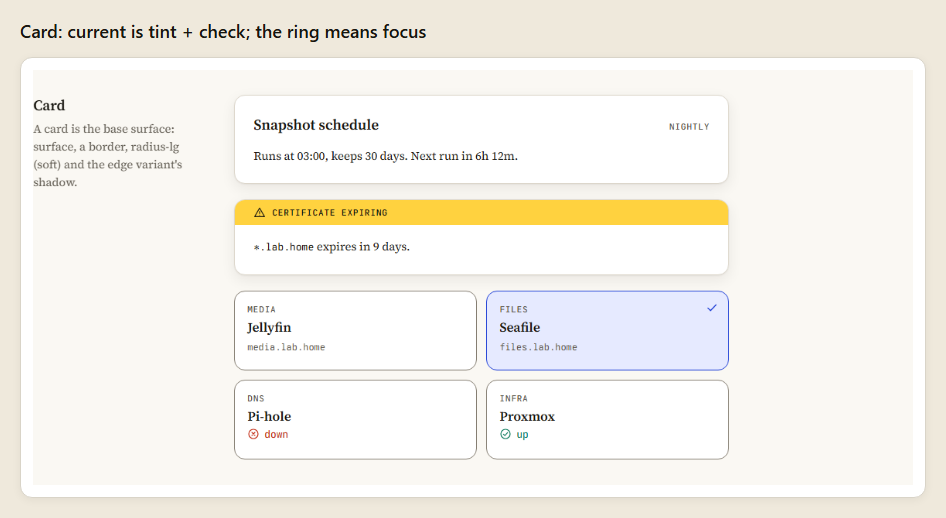 Card: current is tint + check; the ring means focus
Card
A card is the base surface:
surface, a border, radius-lg
(soft) and the edge variant's
shadow.
Snapshot schedule
NIGHTLY
Runs at 03:00, keeps 30 days. Next run in 6h 12m.
CERTIFICATE EXPIRING
*.lab.home expires in 9 days.
MEDIA
Jellyfin
media.lab.home
FILES
Seafile
files.lab.home
DNS
Pi-hole
down
INFRA
Proxmox
up